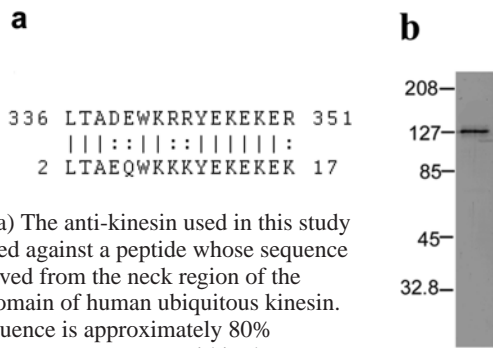 a
b
336 LTADEWKRRYEKEKER 351
|||::||::||||||:
2 LTAEQWKKKYEKEKEK 17
208
127
85
45
32.8
a) The anti-kinesin used in this study
ed against a peptide whose sequence
ved from the neck region of the
omain of human ubiquitous kinesin.
uence is approximately 80%